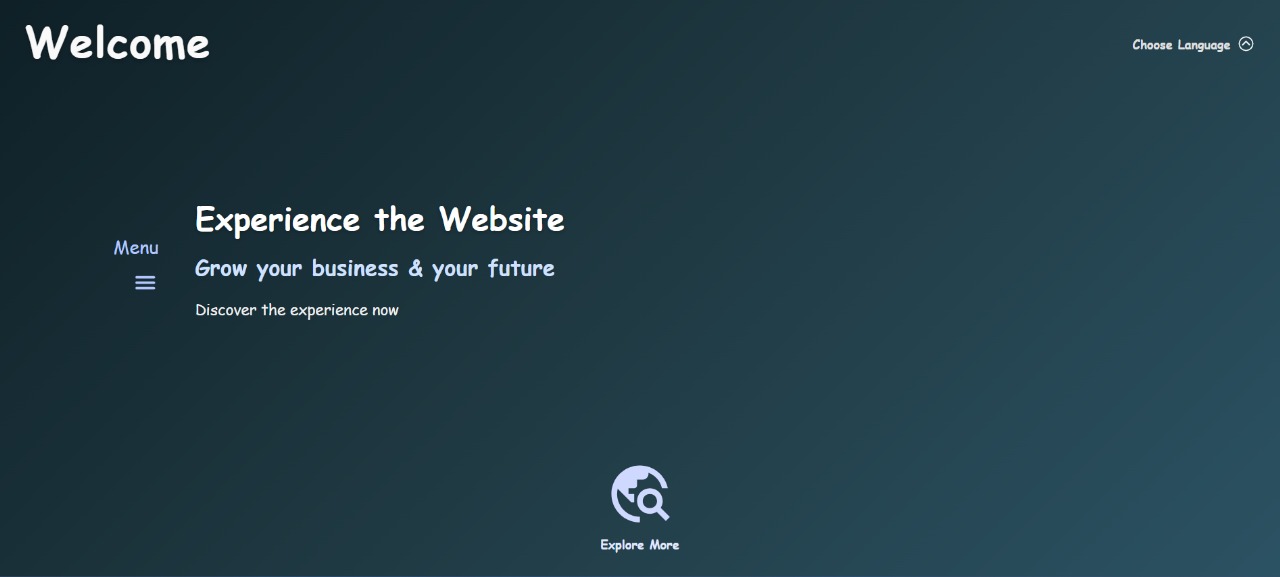 Welcome
Choose Language
Experience the Website
Menu
Grow your business & your future
Discover the experience now
Explore More